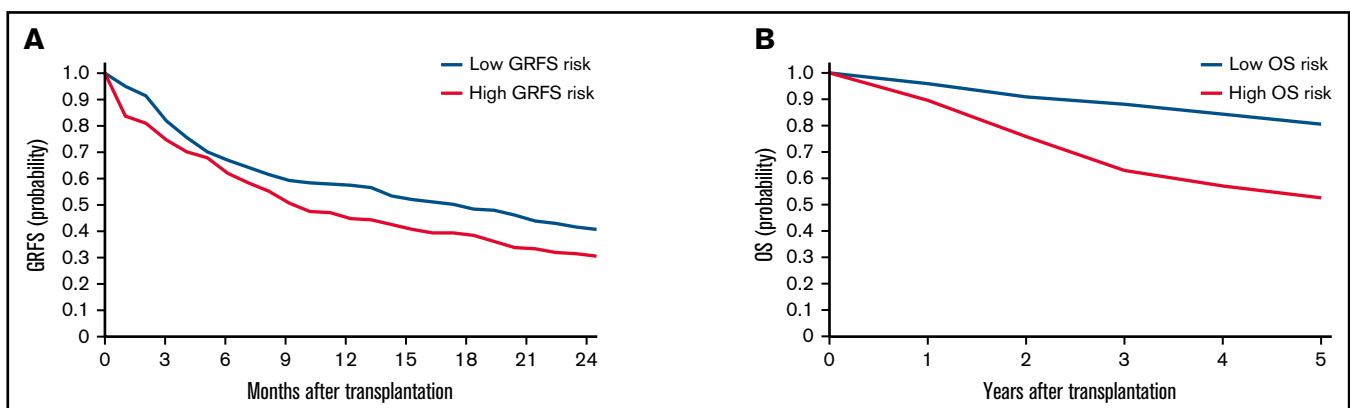 A
Low GRFS risk
High GRFS risk
GRFS (probability)
1.0
0.9
0.8
0.7
0.6
0.5
0.4
0.3
0.2
0.1
0
0 3 6 9 12 15 18 21 24
Months after transplantation
B
Low OS risk
High OS risk
OS (probability)
1.0
0.9
0.8
0.7
0.6
0.5
0.4
0.3
0.2
0.1
0
0 1 2 3 4 5
Years after transplantation